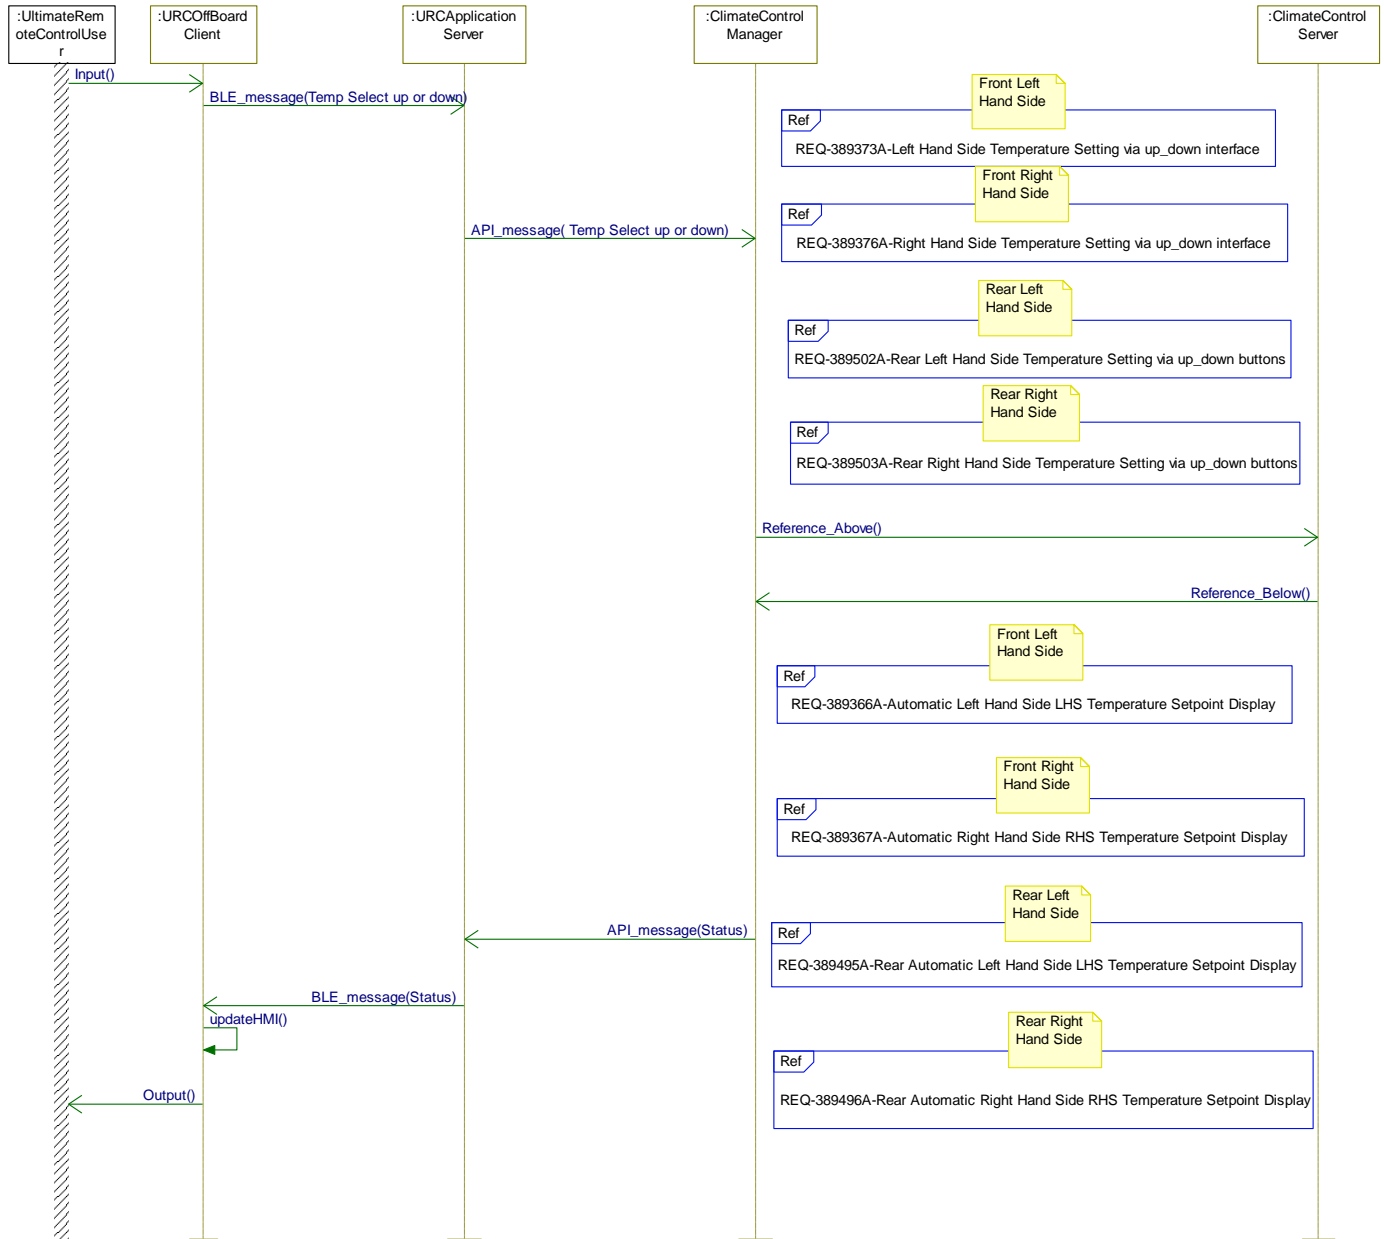 :UltimateRem
oteControlUse
r
:URCOffBoard
Client
:URCApplication
Server
:ClimateControl
Manager
:ClimateControl
Server
Input()
BLE_message(Temp Select up or down)
Front Left
Hand Side
Ref
REQ-389373A-Left Hand Side Temperature Setting via up_down interface
Front Right
Hand Side
Ref
API_message( Temp Select up or down)
REQ-389376A-Right Hand Side Temperature Setting via up_down interface
Rear Left
Hand Side
Ref
REQ-389502A-Rear Left Hand Side Temperature Setting via up_down buttons
Rear Right
Hand Side
Ref
REQ-389503A-Rear Right Hand Side Temperature Setting via up_down buttons
Reference_Above()
Reference_Below()
Front Left
Hand Side
Ref
REQ-389366A-Automatic Left Hand Side LHS Temperature Setpoint Display
Front Right
Hand Side
Ref
REQ-389367A-Automatic Right Hand Side RHS Temperature Setpoint Display
Rear Left
Hand Side
API_message(Status)
Ref
REQ-389495A-Rear Automatic Left Hand Side LHS Temperature Setpoint Display
BLE_message(Status)
updateHMI()
Rear Right
Hand Side
Ref
Output()
REQ-389496A-Rear Automatic Right Hand Side RHS Temperature Setpoint Display